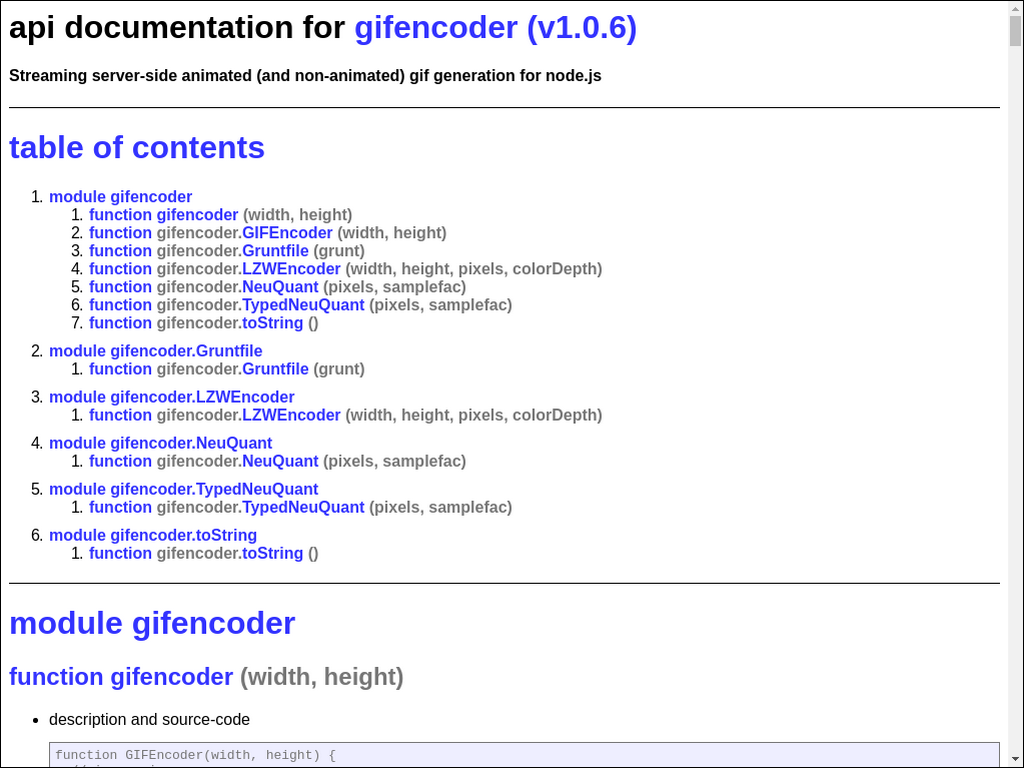 api documentation for gifencoder (v1.0.6)
Streaming server-side animated (and non-animated) gif generation for node.js
table of contents
1. module gifencoder
1. function gifencoder (width, height)
2. function gifencoder.GIFEncoder (width, height)
3. function gifencoder.Gruntfile (grunt)
4. function gifencoder.LZWEncoder (width, height, pixels, colorDepth)
5. function gifencoder.NeuQuant (pixels, samplefac)
6. function gifencoder.TypedNeuQuant (pixels, samplefac)
7. function gifencoder.toString ()
2. module gifencoder.Gruntfile
1. function gifencoder.Gruntfile (grunt)
3. module gifencoder.LZWEncoder
1. function gifencoder.LZWEncoder (width, height, pixels, colorDepth)
4. module gifencoder.NeuQuant
1. function gifencoder.NeuQuant (pixels, samplefac)
5. module gifencoder.TypedNeuQuant
1. function gifencoder.TypedNeuQuant (pixels, samplefac)
6. module gifencoder.toString
1. function gifencoder.toString ()
module gifencoder
function gifencoder (width, height)
• description and source-code
function GIFEncoder(width, height) {